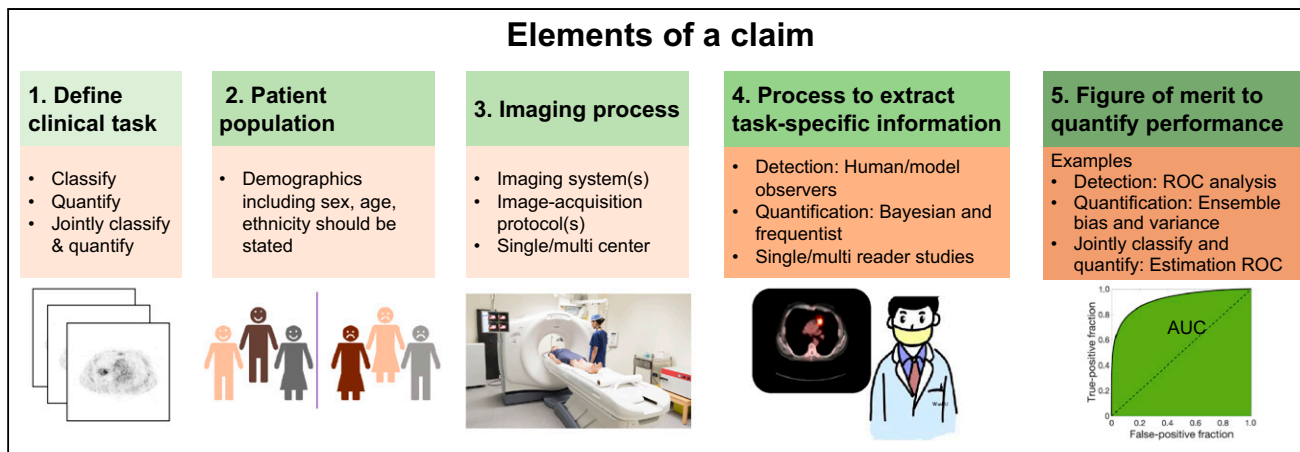 Elements of a claim
1. Define
clinical task
• Classify
• Quantify
• Jointly classify
& quantify
2. Patient
population
• Demographics
including sex, age,
ethnicity should be
stated
3. Imaging process
• Imaging system(s)
• Image-acquisition
protocol(s)
• Single/multi center
4. Process to extract
task-specific information
• Detection: Human/model
observers
• Quantification: Bayesian and
frequentist
• Single/multi reader studies
5. Figure of merit to
quantify performance
Examples
• Detection: ROC analysis
• Quantification: Ensemble
bias and variance
• Jointly classify and
quantify: Estimation ROC
True-positive fraction
1.0
0.8
0.6
0.4
0.2
0
AUC
0 0.2 0.4 0.6 0.8 1.0
False-positive fraction